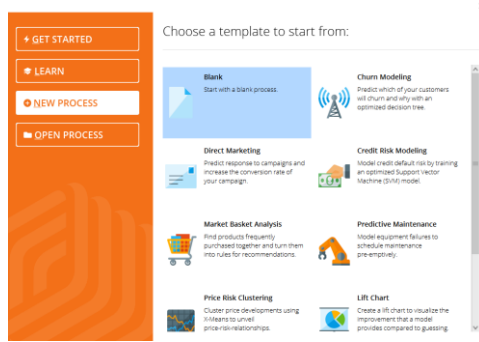 GET STARTED
LEARN
NEW PROCESS
OPEN PROCESS
Choose a template to start from:
Blank
Start with a blank process.
Churn Modeling
Predict which of your customers
will churn and why with an
optimized decision tree.
Direct Marketing
Predict response to campaigns and
increase the conversion rate of
your campaign.
Credit Risk Modeling
Model credit default risk by training
an optimized Support Vector
Machine (SVM) model.
Market Basket Analysis
Find products frequently
purchased together and turn them
into rules for recommendations.
Predictive Maintenance
Model equipment failures to
schedule maintenance
pre-emptively.
Price Risk Clustering
Cluster price developments using
X-Means to unveil
price-risk-relationships.
Lift Chart
Create a lift chart to visualize the
improvement that a model
provides compared to guessing.